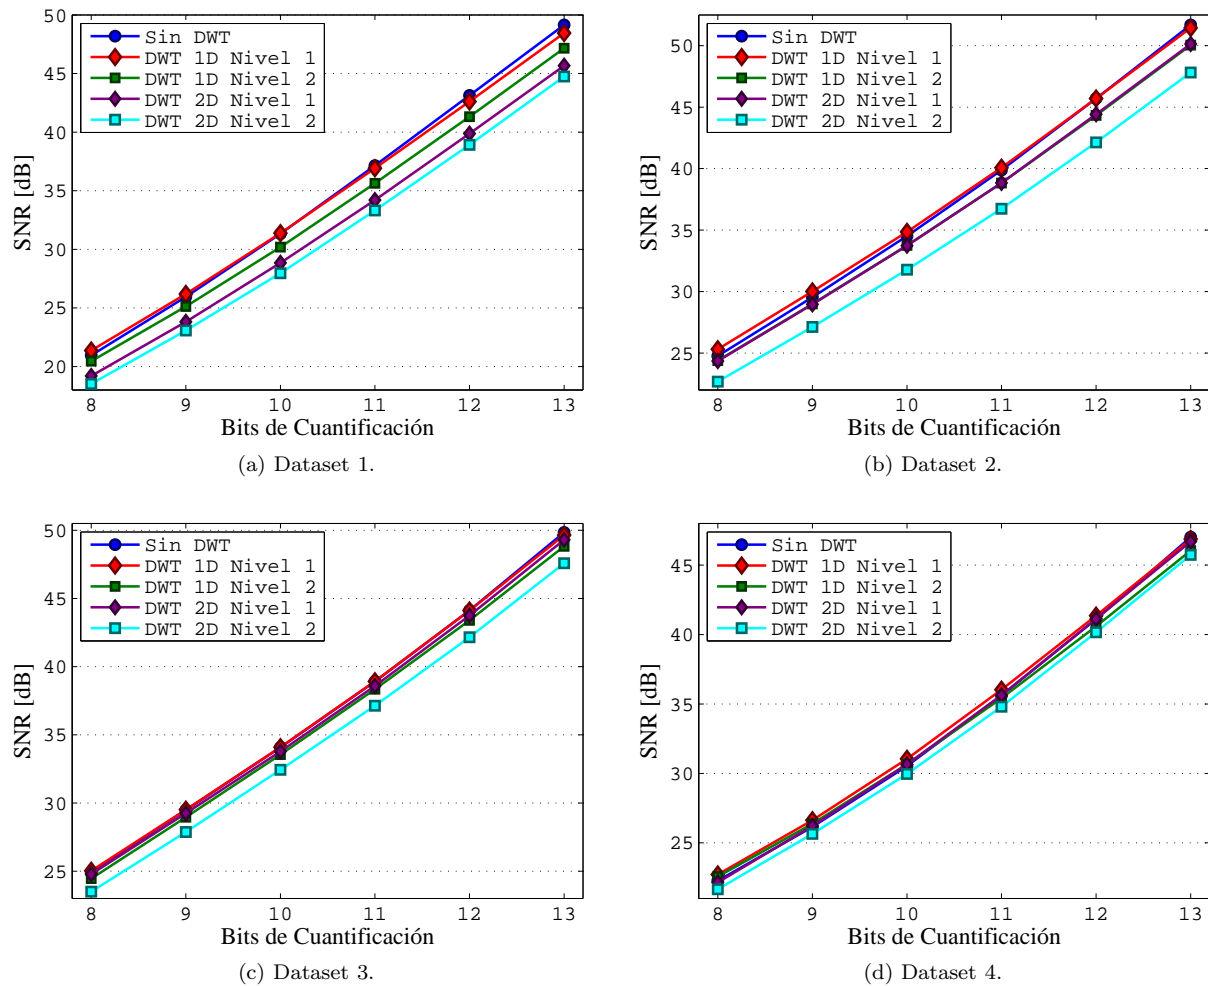 50
45
40
35
30
25
20
SNR [dB]
Sin DWT
DWT 1D Nivel 1
DWT 1D Nivel 2
DWT 2D Nivel 1
DWT 2D Nivel 2
8 9 10 11 12 13
Bits de Cuantificación
(a) Dataset 1.
50
45
40
35
30
25
SNR [dB]
Sin DWT
DWT 1D Nivel 1
DWT 1D Nivel 2
DWT 2D Nivel 1
DWT 2D Nivel 2
8 9 10 11 12 13
Bits de Cuantificación
(b) Dataset 2.
50
45
40
35
30
25
SNR [dB]
Sin DWT
DWT 1D Nivel 1
DWT 1D Nivel 2
DWT 2D Nivel 1
DWT 2D Nivel 2
8 9 10 11 12 13
Bits de Cuantificación
(c) Dataset 3.
45
40
35
30
25
SNR [dB]
Sin DWT
DWT 1D Nivel 1
DWT 1D Nivel 2
DWT 2D Nivel 1
DWT 2D Nivel 2
8 9 10 11 12 13
Bits de Cuantificación
(d) Dataset 4.